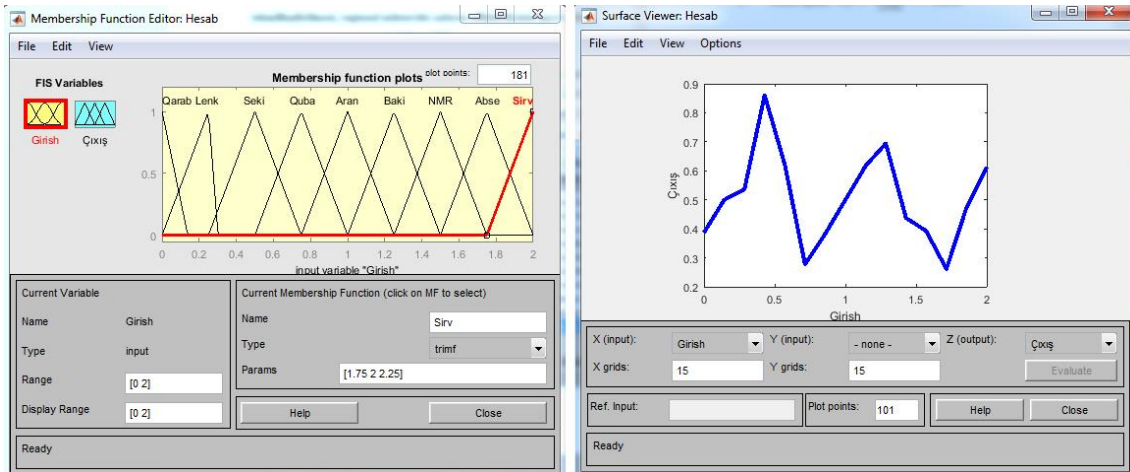 Membership Function Editor: Hesab
File Edit View
FIS Variables
Girish Çıxış
Membership function plots plot points: 181
Qarab Lenk Seki Quba Aran Baki NMR Abse Sirv
1
0.5
0
0 0.2 0.4 0.6 0.8 1 1.2 1.4 1.6 1.8 2
input variable "Girish"
Current Variable
Name Girish
Type input
Range [0 2]
Display Range [0 2]
Current Membership Function (click on MF to select)
Name Sirv
Type trimf
Params [1.75 2 2.25]
Help Close
Ready
Surface Viewer: Hesab
File Edit View Options
0.9
0.8
0.7
0.6
0.5
0.4
0.3
0.2
Çıxış
0 0.5 1 1.5 2
Girish
X (input): Girish Y (input): - none - Z (output): Çıxış
X grids: 15 Y grids: 15 Evaluate
Ref. Input: Plot points: 101 Help Close
Ready